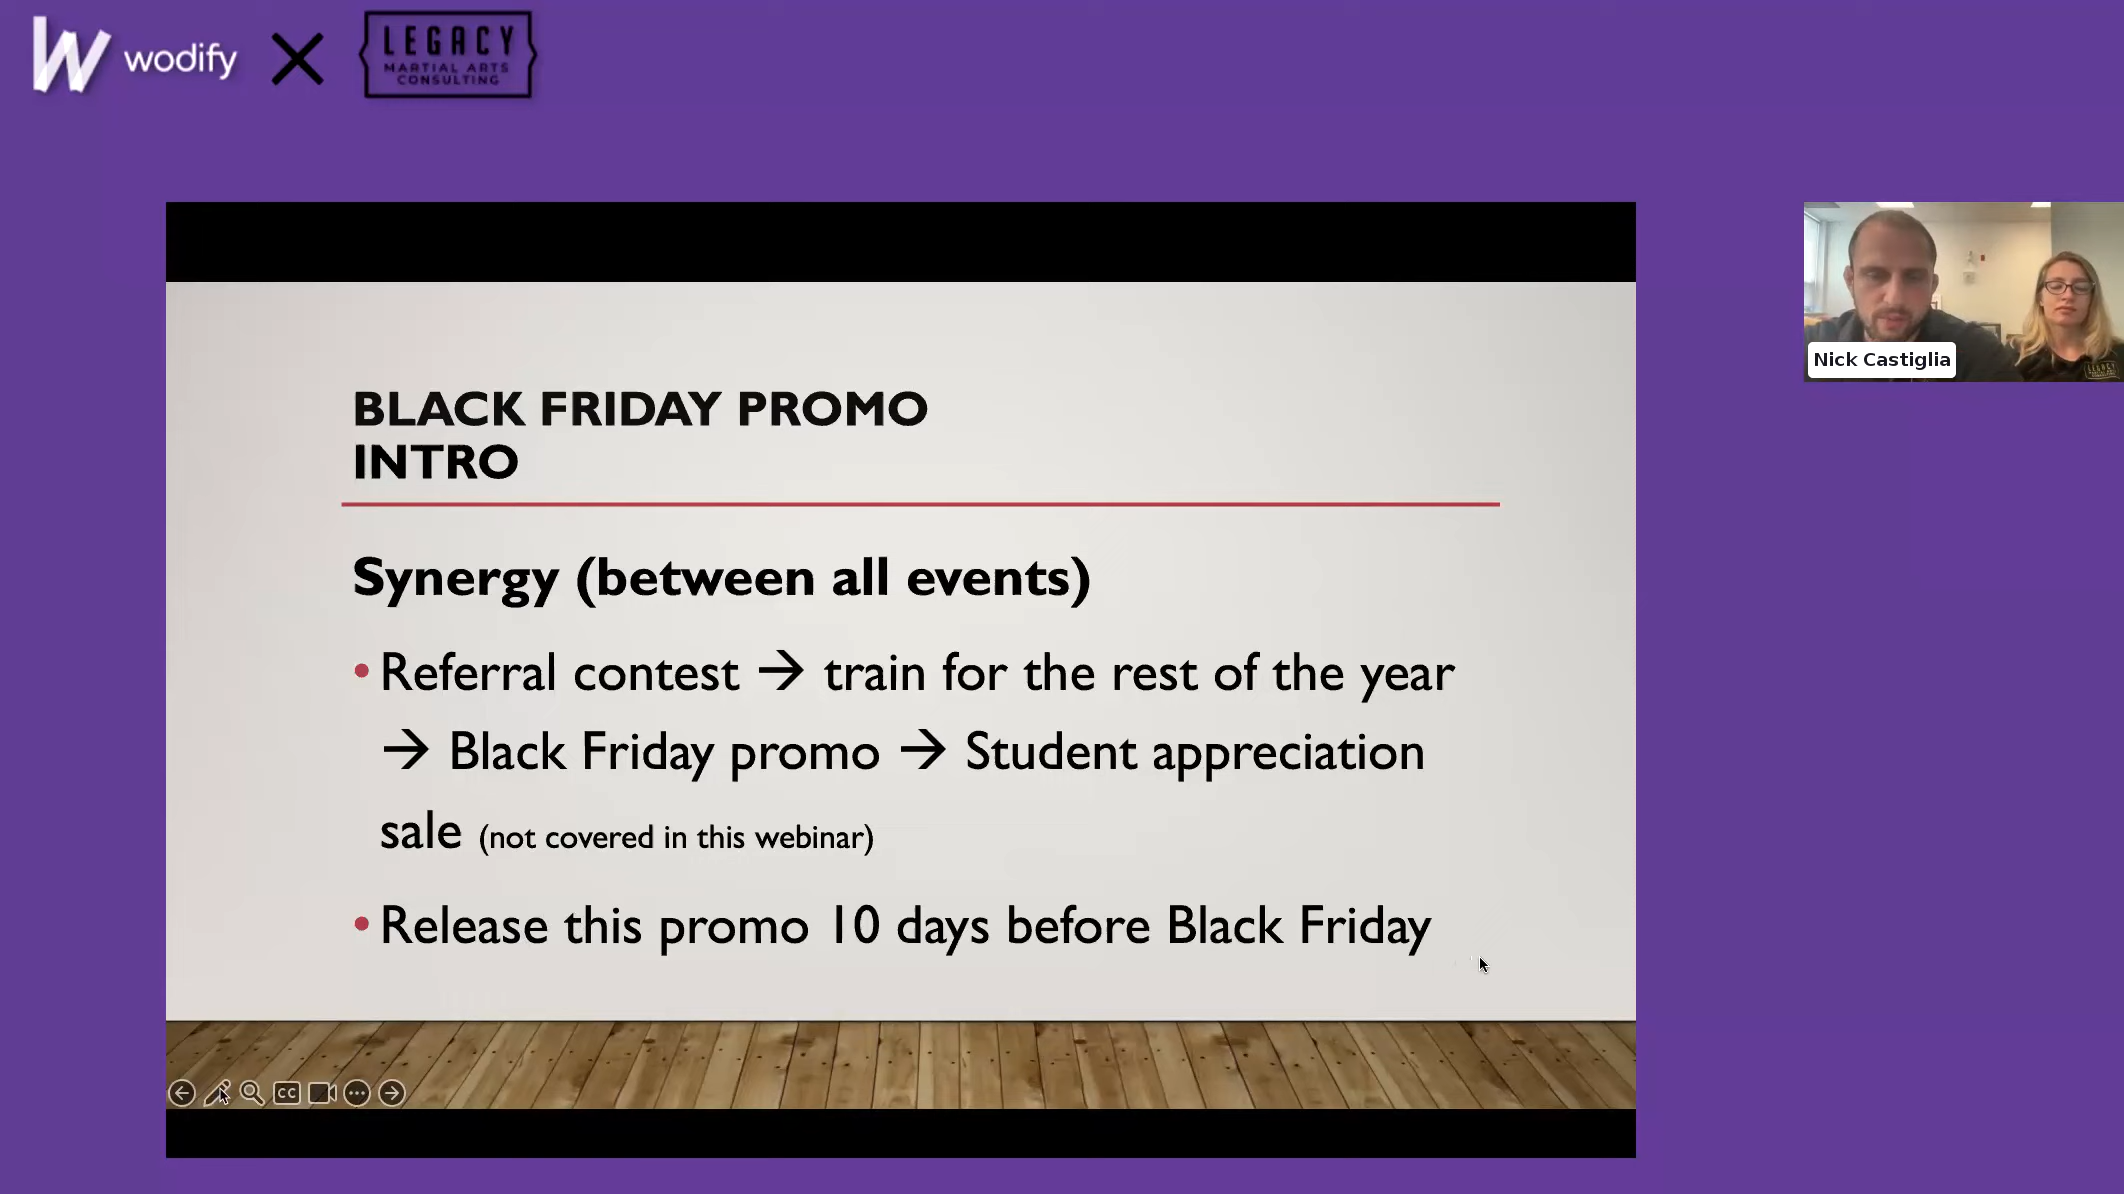 wodify
LEGACY
MARTIAL ARTS
CONSULTING
Nick Castiglia
LEGACY
BLACK FRIDAY PROMO
INTRO
Synergy (between all events)
• Referral contest → train for the rest of the year
→ Black Friday promo → Student appreciation
sale (not covered in this webinar)
• Release this promo 10 days before Black Friday
CC